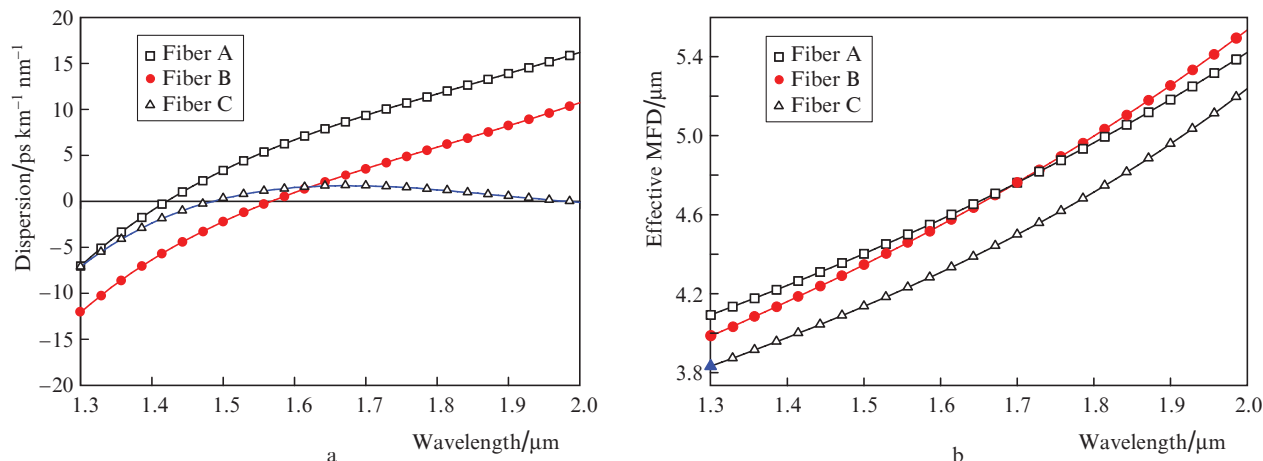 Dispersion/ps km⁻¹ nm⁻¹
20
15
10
5
0
−5
−10
−15
−20
Fiber A
Fiber B
Fiber C
1.3 1.4 1.5 1.6 1.7 1.8 1.9 2.0
Wavelength/μm
a
Effective MFD/μm
5.4
5.0
4.6
4.2
3.8
Fiber A
Fiber B
Fiber C
1.3 1.4 1.5 1.6 1.7 1.8 1.9 2.0
Wavelength/μm
b